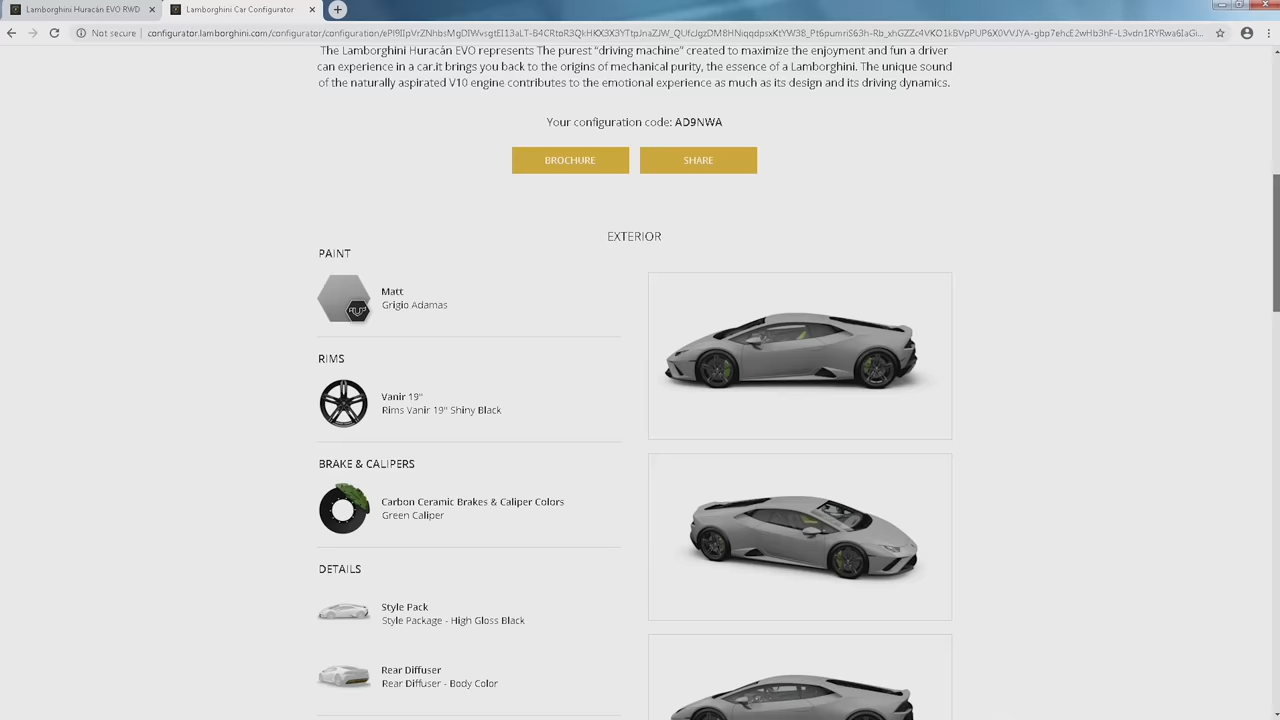 Lamborghini Huracán EVO RWD
Lamborghini Car Configurator
Not secure
The Lamborghini Huracán EVO represents The purest “driving machine” created to maximize the enjoyment and fun a driver
can experience in a car.it brings you back to the origins of mechanical purity, the essence of a Lamborghini. The unique sound
of the naturally aspirated V10 engine contributes to the emotional experience as much as its design and its driving dynamics.
Your configuration code: AD9NWA
BROCHURE SHARE
EXTERIOR
PAINT
Matt
Grigio Adamas
RIMS
Vanir 19"
Rims Vanir 19" Shiny Black
BRAKE & CALIPERS
Carbon Ceramic Brakes & Caliper Colors
Green Caliper
DETAILS
Style Pack
Style Package - High Gloss Black
Rear Diffuser
Rear Diffuser - Body Color